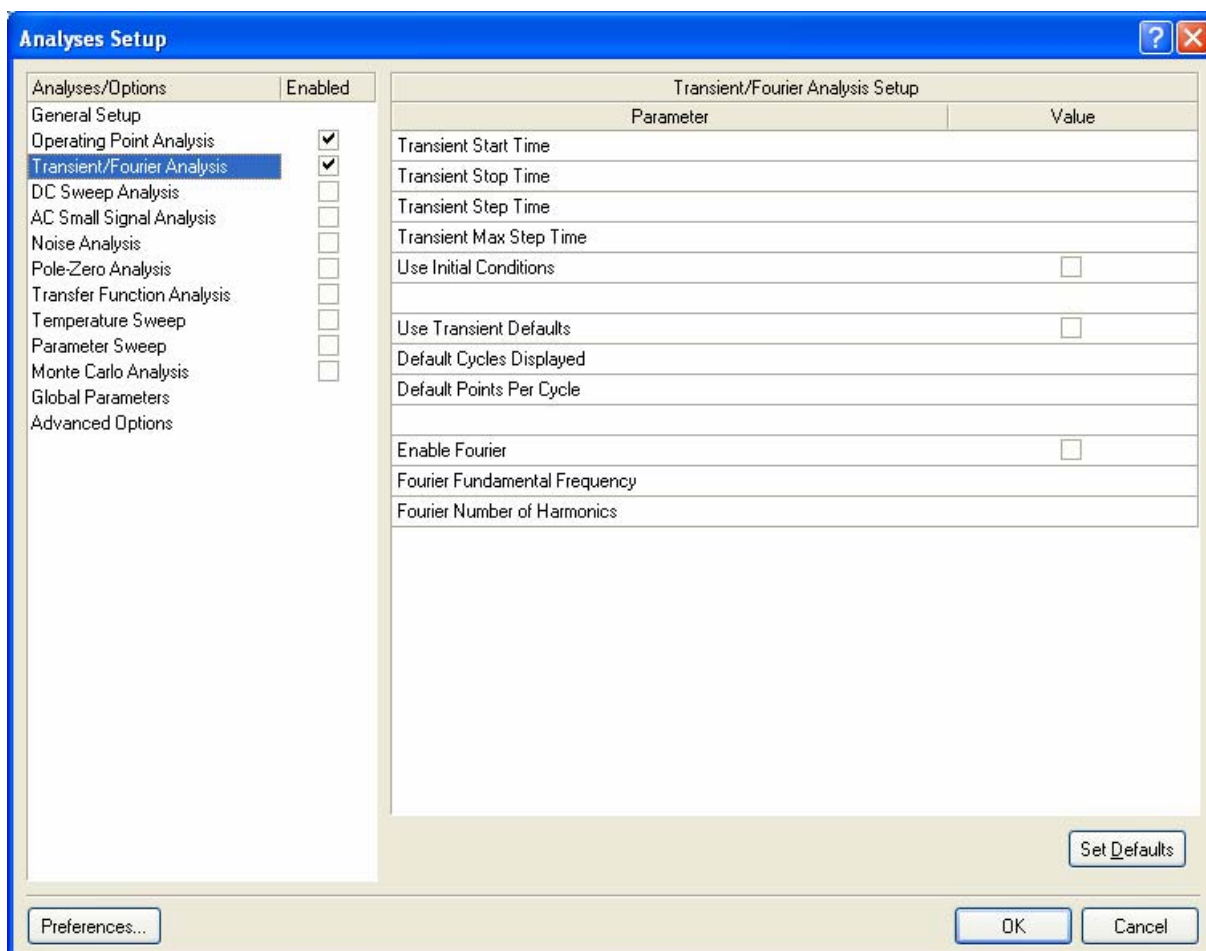 Analyses Setup
Analyses/Options Enabled
General Setup
Operating Point Analysis
Transient/Fourier Analysis
DC Sweep Analysis
AC Small Signal Analysis
Noise Analysis
Pole-Zero Analysis
Transfer Function Analysis
Temperature Sweep
Parameter Sweep
Monte Carlo Analysis
Global Parameters
Advanced Options
Transient/Fourier Analysis Setup
Parameter Value
Transient Start Time
Transient Stop Time
Transient Step Time
Transient Max Step Time
Use Initial Conditions
Use Transient Defaults
Default Cycles Displayed
Default Points Per Cycle
Enable Fourier
Fourier Fundamental Frequency
Fourier Number of Harmonics
Set Defaults
Preferences... OK Cancel